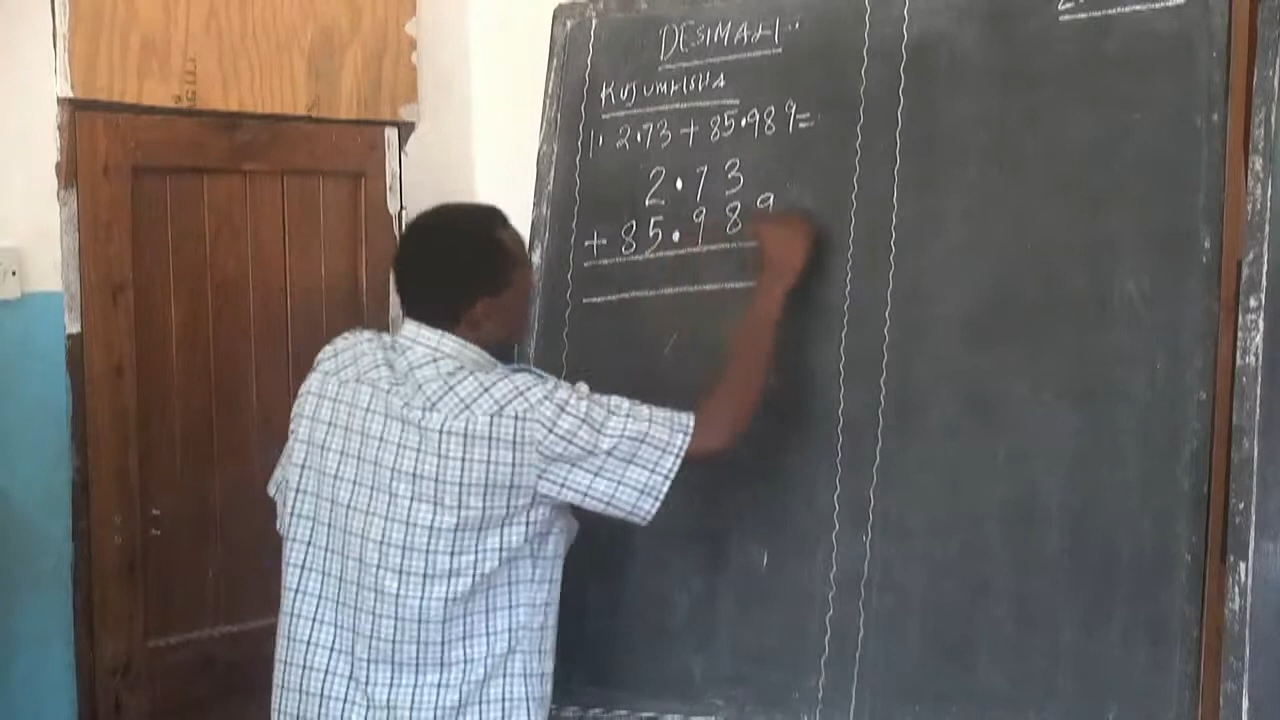 DESIMALI
KUJUMLISHA
1. 2.73 + 85.989=
2.73
+ 85.989